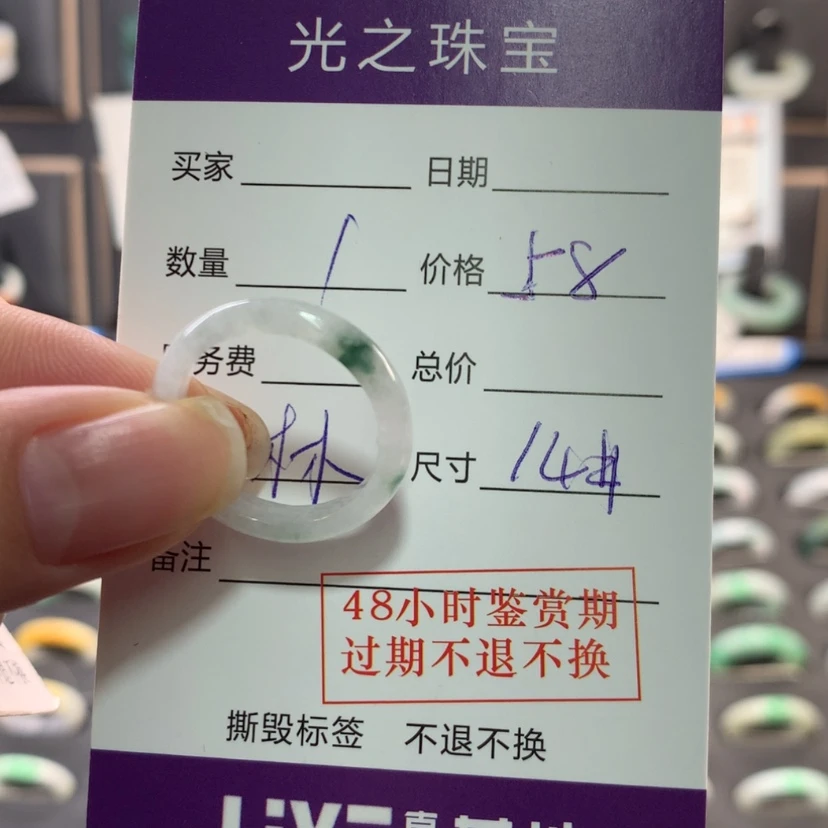 光之珠宝
买家 日期
数量 1 价格 58
务费 总价
林 尺寸 14#
备注
48小时鉴赏期
过期不退不换
撕毁标签 不退不换
LIVE